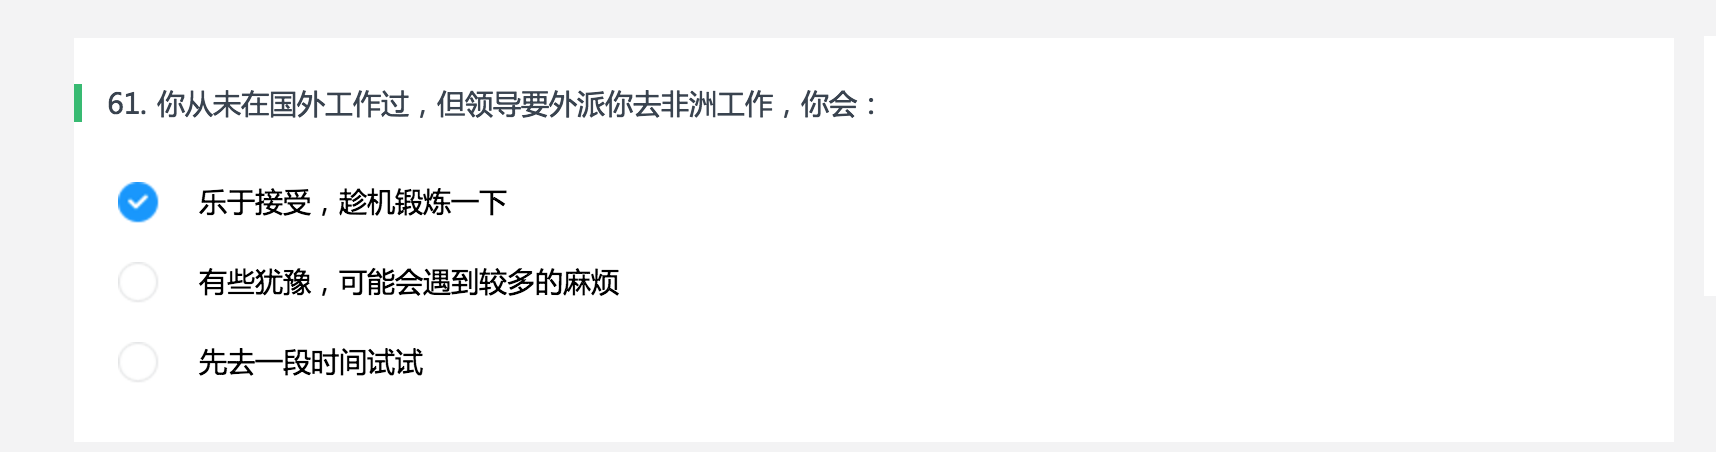 61. 你从未在国外工作过，但领导要外派你去非洲工作，你会：
乐于接受，趁机锻炼一下
有些犹豫，可能会遇到较多的麻烦
先去一段时间试试